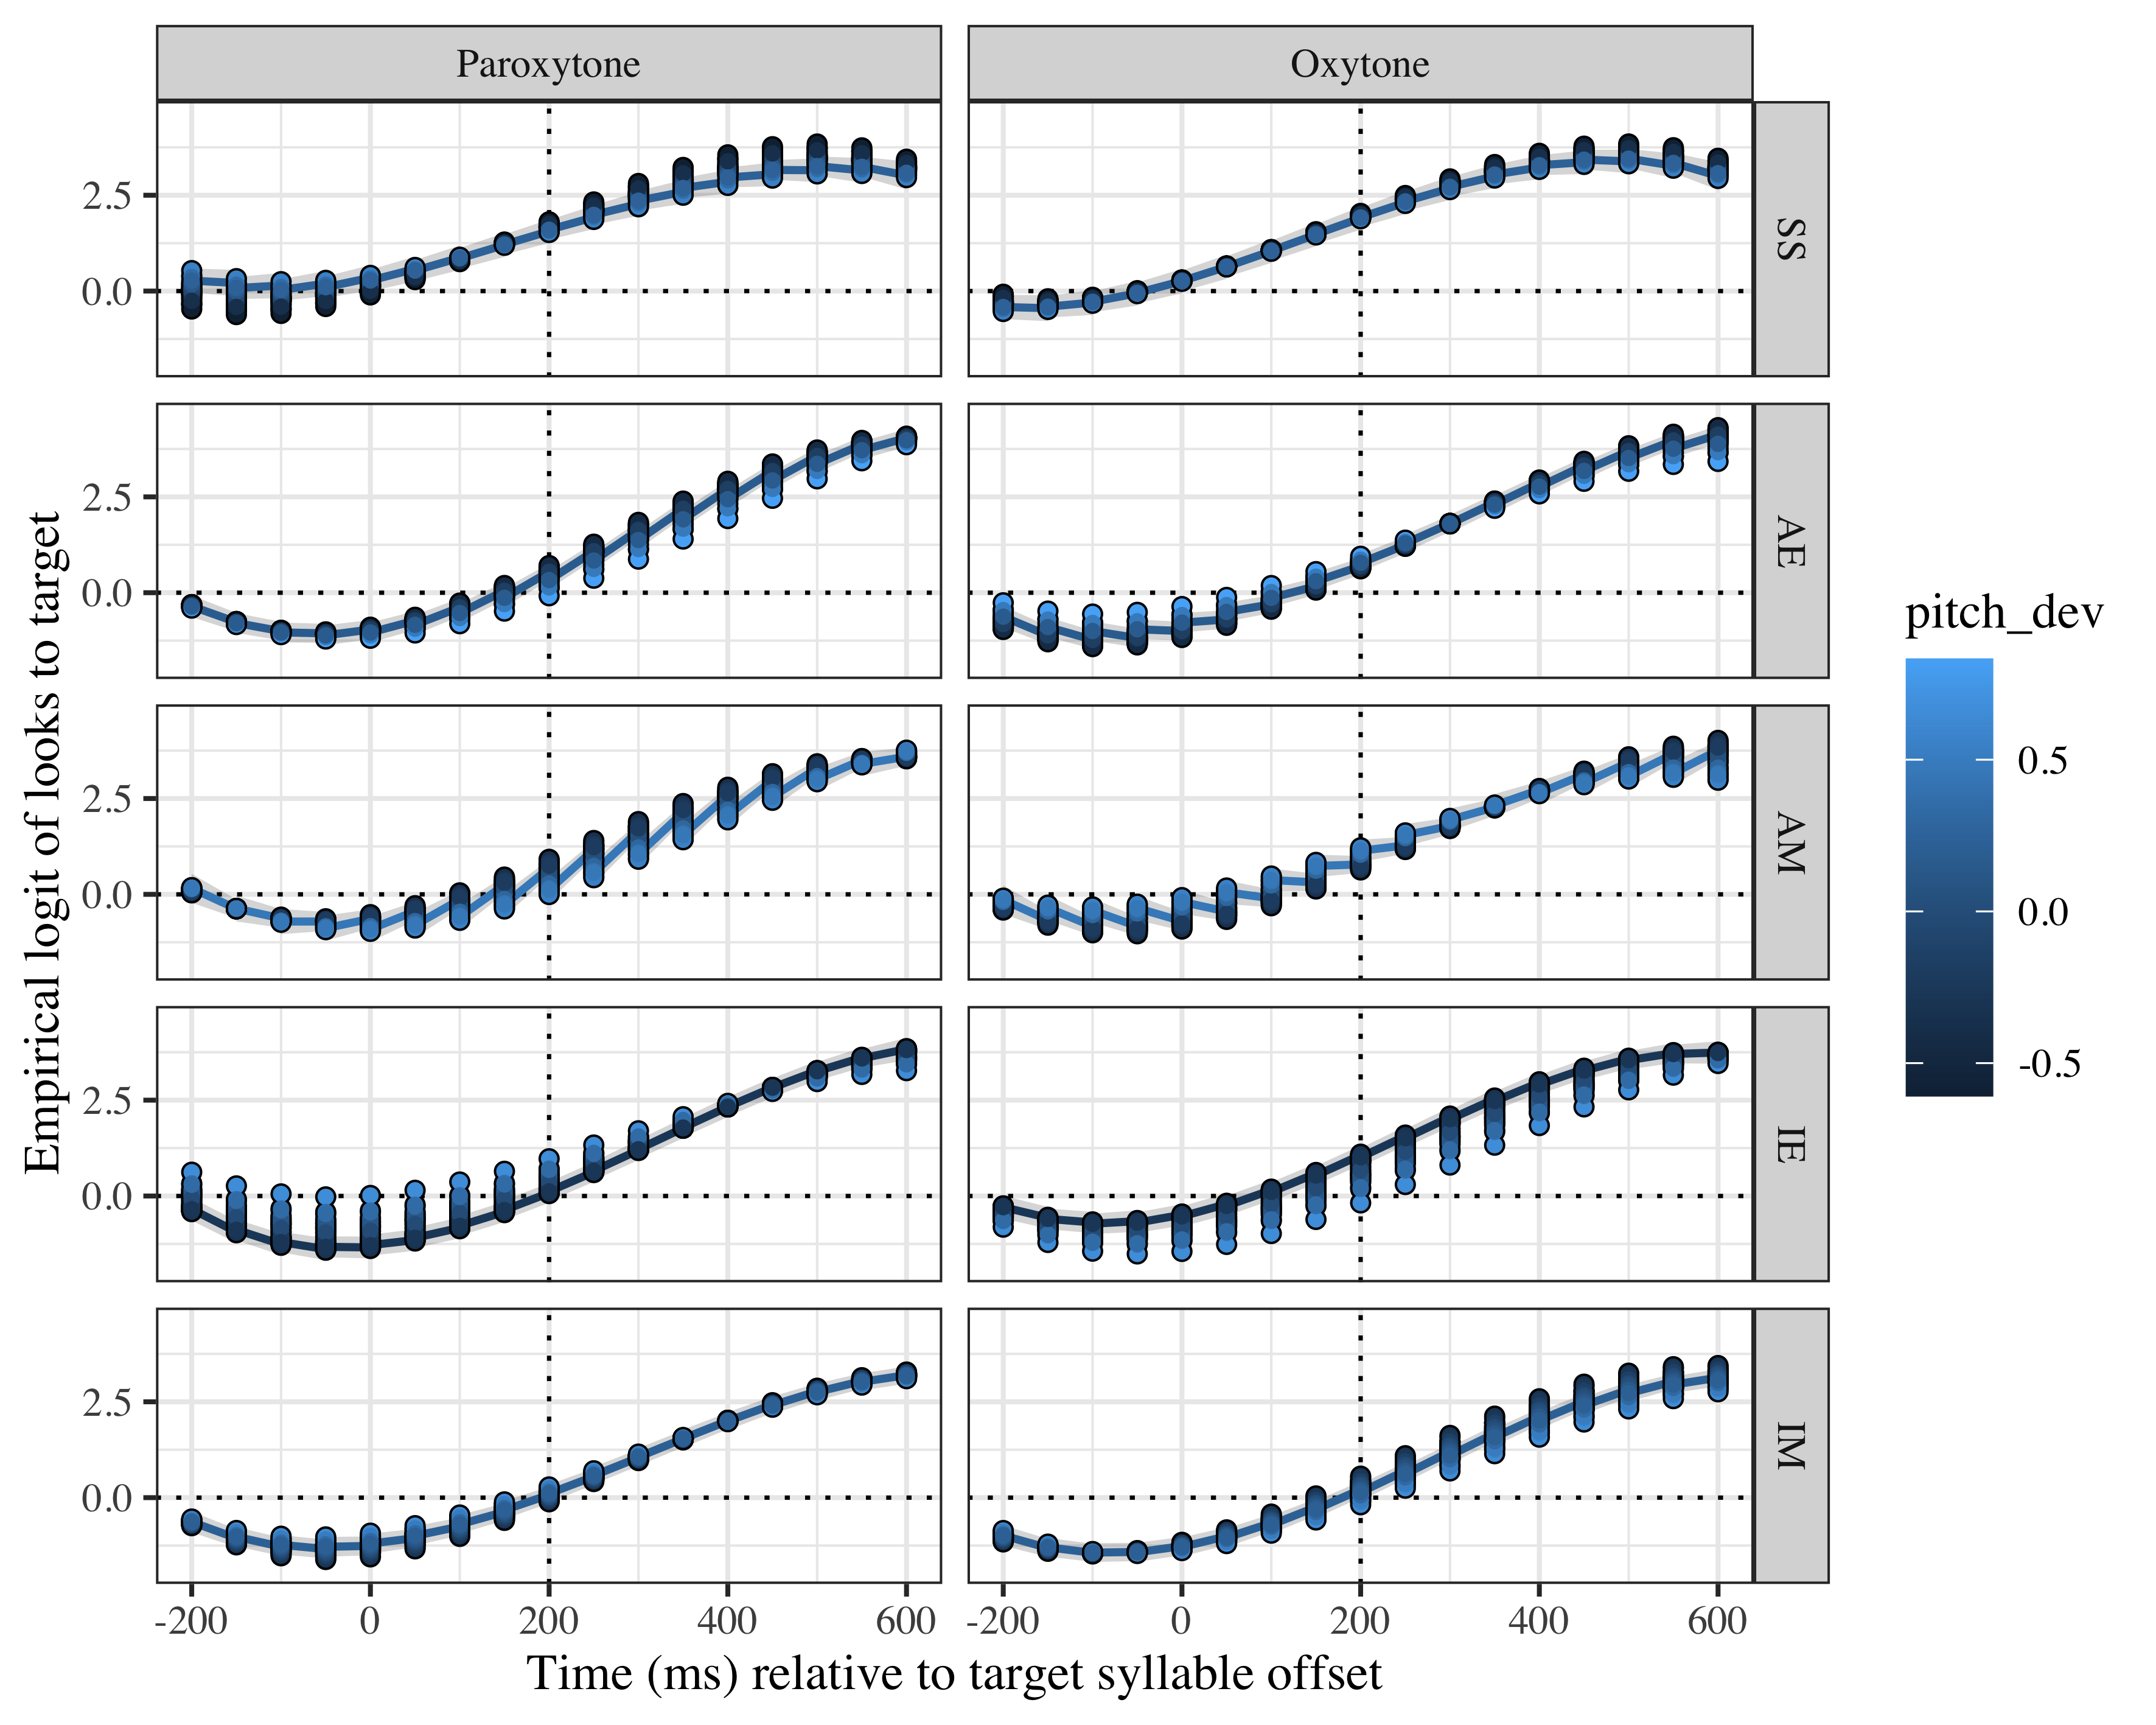 Paroxytone
Oxytone
Empirical logit of looks to target
2.5
0.0
SS
2.5
0.0
AE
2.5
0.0
AM
2.5
0.0
IE
2.5
0.0
IM
-200 0 200 400 600
-200 0 200 400 600
Time (ms) relative to target syllable offset
pitch_dev
0.5
0.0
-0.5